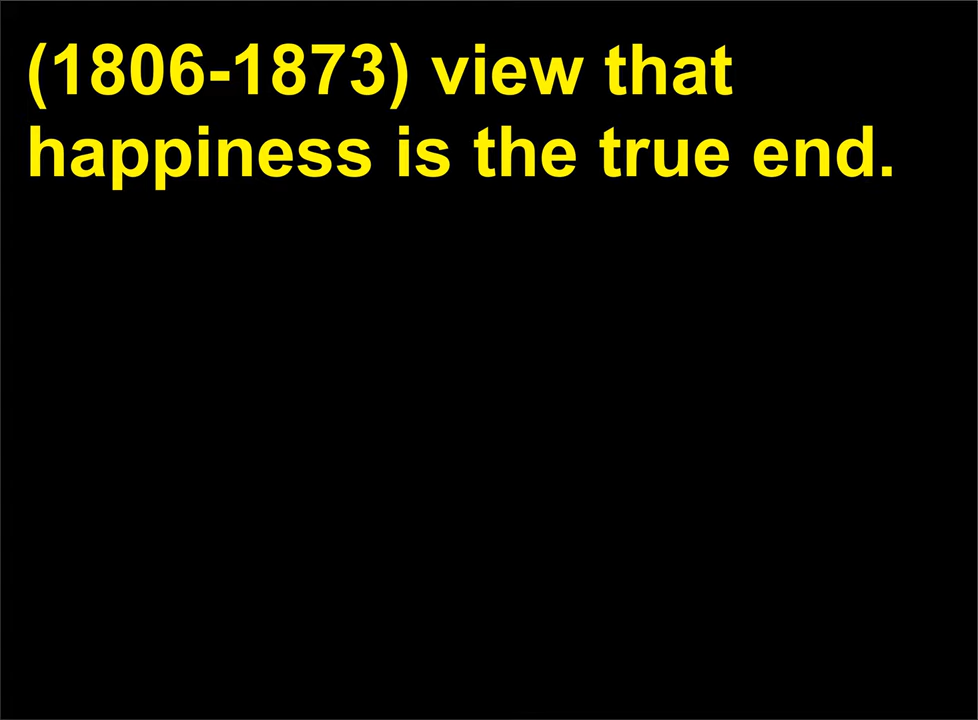 (1806-1873) view that
happiness is the true end.